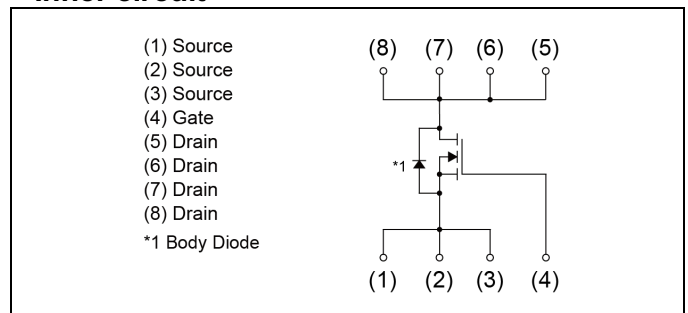 Inner circuit
(1) Source
(2) Source
(3) Source
(4) Gate
(5) Drain
(6) Drain
(7) Drain
(8) Drain
*1 Body Diode
(8) (7) (6) (5)
*1
(1) (2) (3) (4)